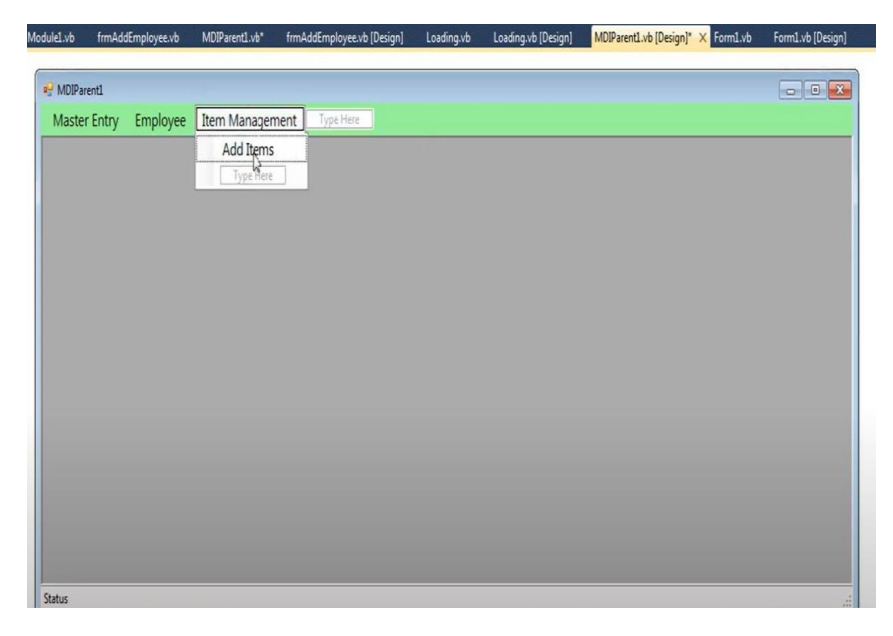 Module1.vb frmAddEmployee.vb MDIParent1.vb* frmAddEmployee.vb [Design] Loading.vb Loading.vb [Design] MDIParent1.vb [Design]* X Form1.vb Form1.vb [Design]
MDIParent1
Master Entry Employee Item Management Type Here
Add Items
Type Here
Status